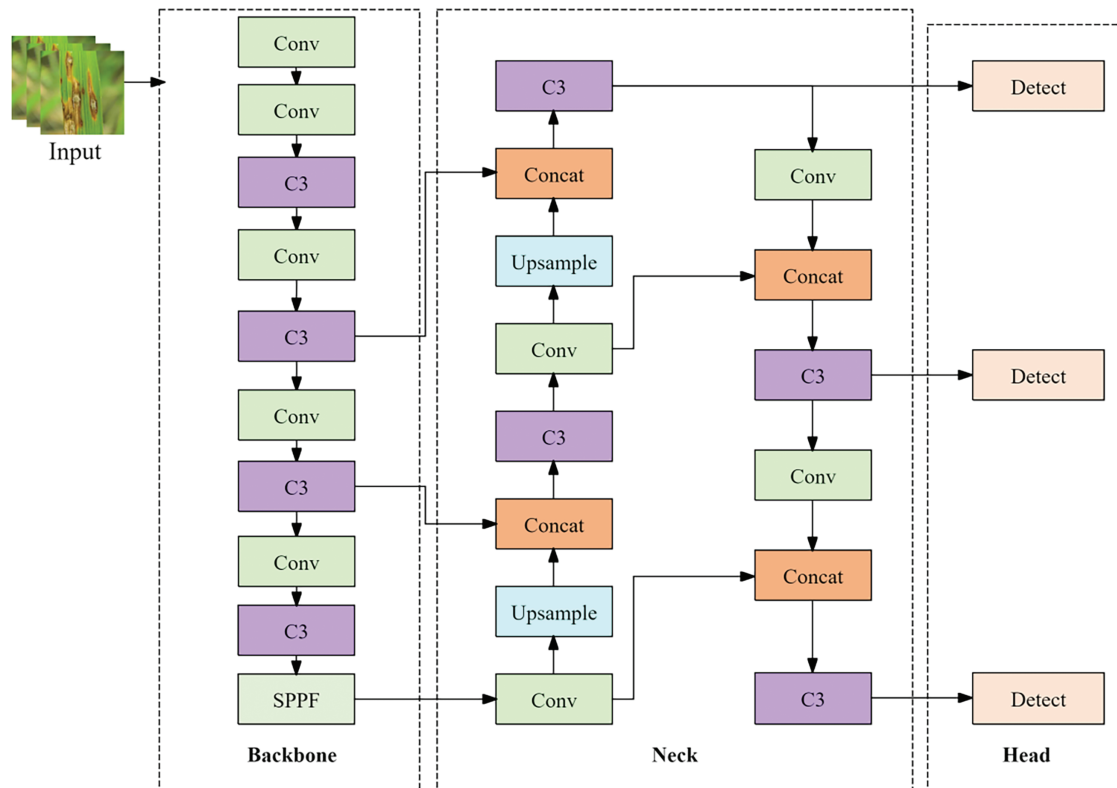 Input
Conv
Conv
C3
Conv
C3
Conv
C3
Conv
C3
SPPF
Backbone
C3
Concat
Upsample
Conv
C3
Concat
Upsample
Conv
Conv
Concat
C3
Conv
Concat
C3
Neck
Detect
Detect
Detect
Head